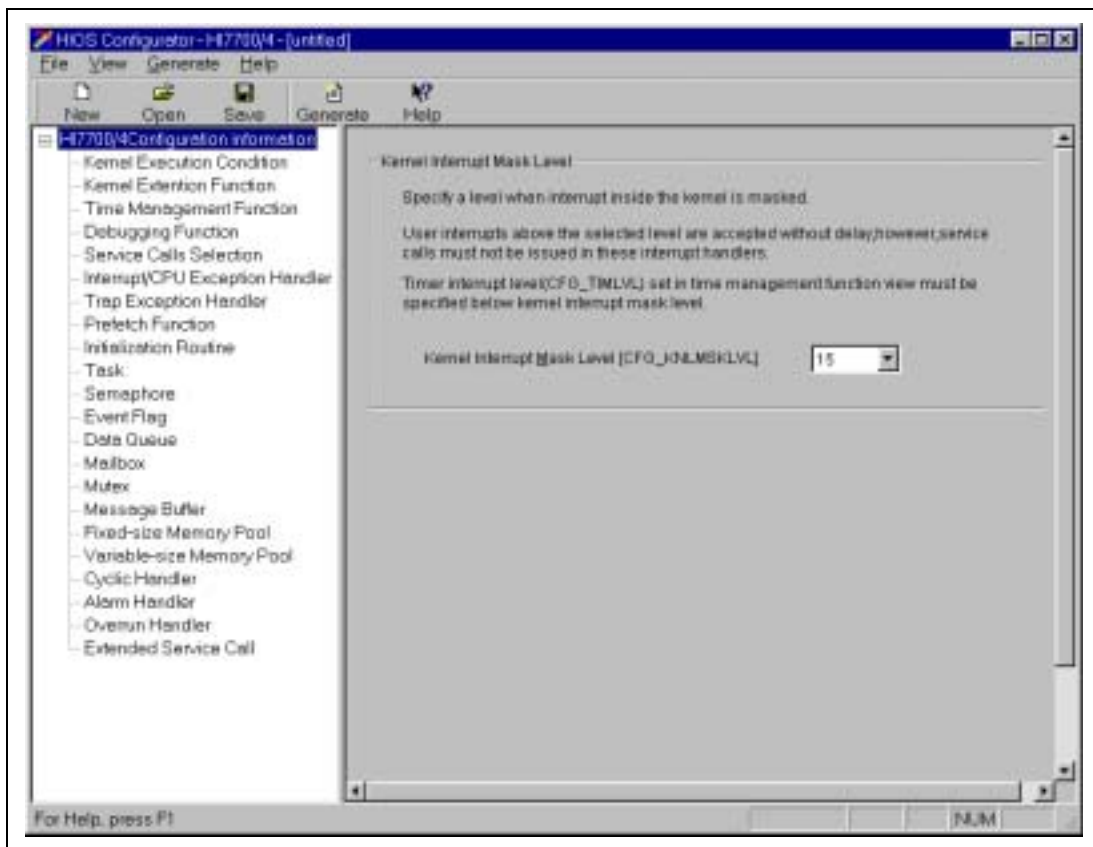 HIOS Configurator - HI7700/4 - [untitled]
File View Generate Help
New Open Save Generate Help
HI7700/4Configuration information
Kernel Execution Condition
Kernel Extention Function
Time Management Function
Debugging Function
Service Calls Selection
Interrupt/CPU Exception Handler
Trap Exception Handler
Prefetch Function
Initialization Routine
Task
Semaphore
Event Flag
Data Queue
Mailbox
Mutex
Message Buffer
Fixed-size Memory Pool
Variable-size Memory Pool
Cyclic Handler
Alarm Handler
Overrun Handler
Extended Service Call
Kernel Interrupt Mask Level
Specify a level when interrupt inside the kernel is masked.
User interrupts above the selected level are accepted without delay,however,service
calls must not be issued in these interrupt handlers.
Timer interrupt level(CFG_TIMLVL) set in time management function view must be
specified below kernel interrupt mask level.
Kernel Interrupt Mask Level [CFG_KNLMSKLVL] 15
For Help, press F1
NUM